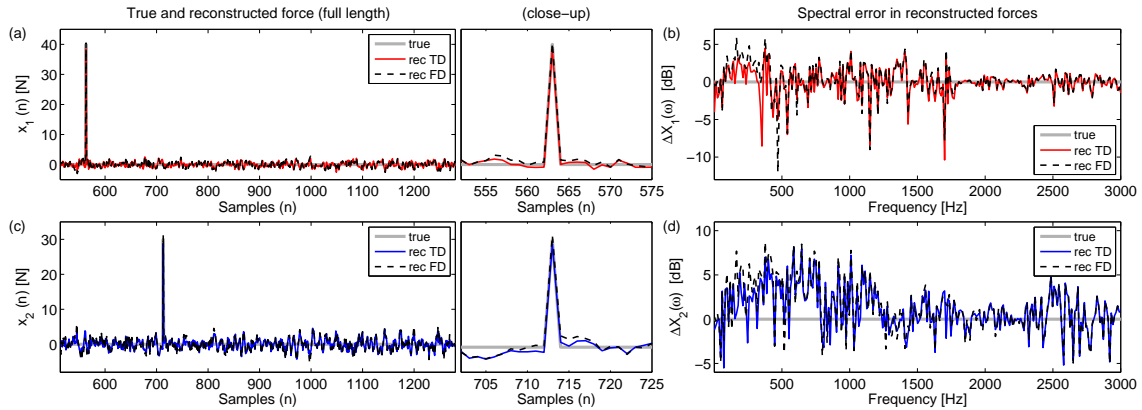 True and reconstructed force (full length)
(close−up)
Spectral error in reconstructed forces
(a)
40
30
20
10
0
x1 (n) [N]
true
rec TD
rec FD
600 700 800 900 1000 1100 1200
Samples (n)
555 560 565 570 575
Samples (n)
(b)
5
0
−5
−10
ΔX1(ω) [dB]
true
rec TD
rec FD
500 1000 1500 2000 2500 3000
Frequency [Hz]
(c)
30
20
10
0
x2 (n) [N]
true
rec TD
rec FD
600 700 800 900 1000 1100 1200
Samples (n)
705 710 715 720 725
Samples (n)
(d)
10
5
0
−5
ΔX2(ω) [dB]
true
rec TD
rec FD
500 1000 1500 2000 2500 3000
Frequency [Hz]